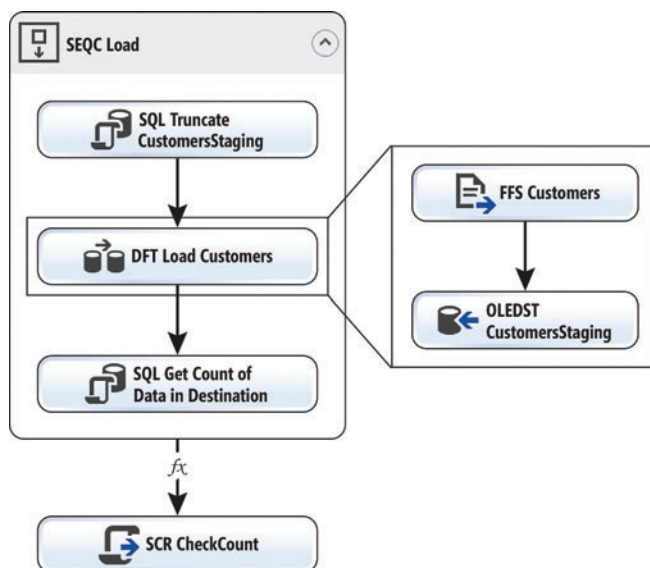 SEQC Load
SQL Truncate
CustomersStaging
DFT Load Customers
SQL Get Count of
Data in Destination
fx
SCR CheckCount
FFS Customers
OLEDST
CustomersStaging